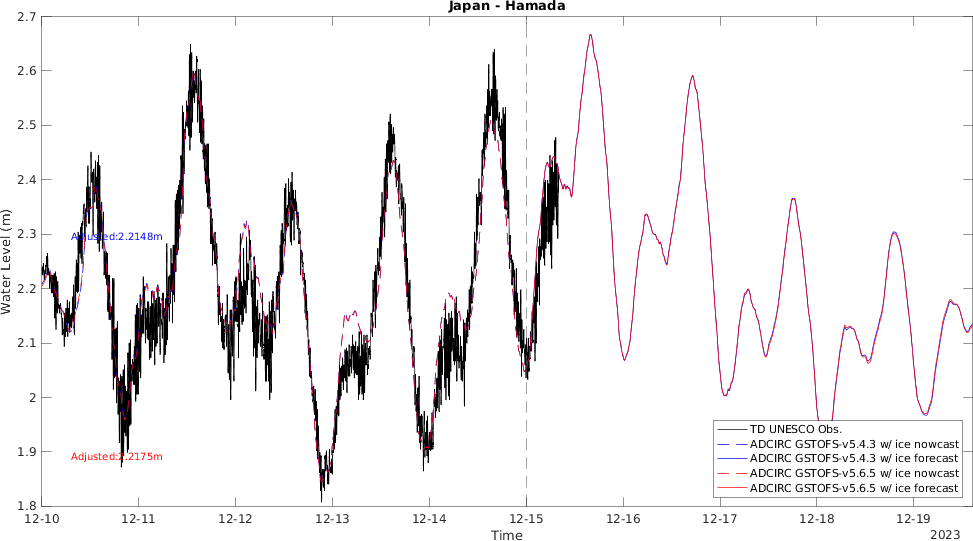 Japan - Hamada
2.7
2.6
2.5
2.4
2.3
2.2
2.1
2
1.9
1.8
Water Level (m)
Adjusted:2.2148m
Adjusted:2.2175m
TD UNESCO Obs.
ADCIRC GSTOFS-v5.4.3 w/ ice nowcast
ADCIRC GSTOFS-v5.4.3 w/ ice forecast
ADCIRC GSTOFS-v5.6.5 w/ ice nowcast
ADCIRC GSTOFS-v5.6.5 w/ ice forecast
12-10 12-11 12-12 12-13 12-14 12-15 12-16 12-17 12-18 12-19
Time
2023